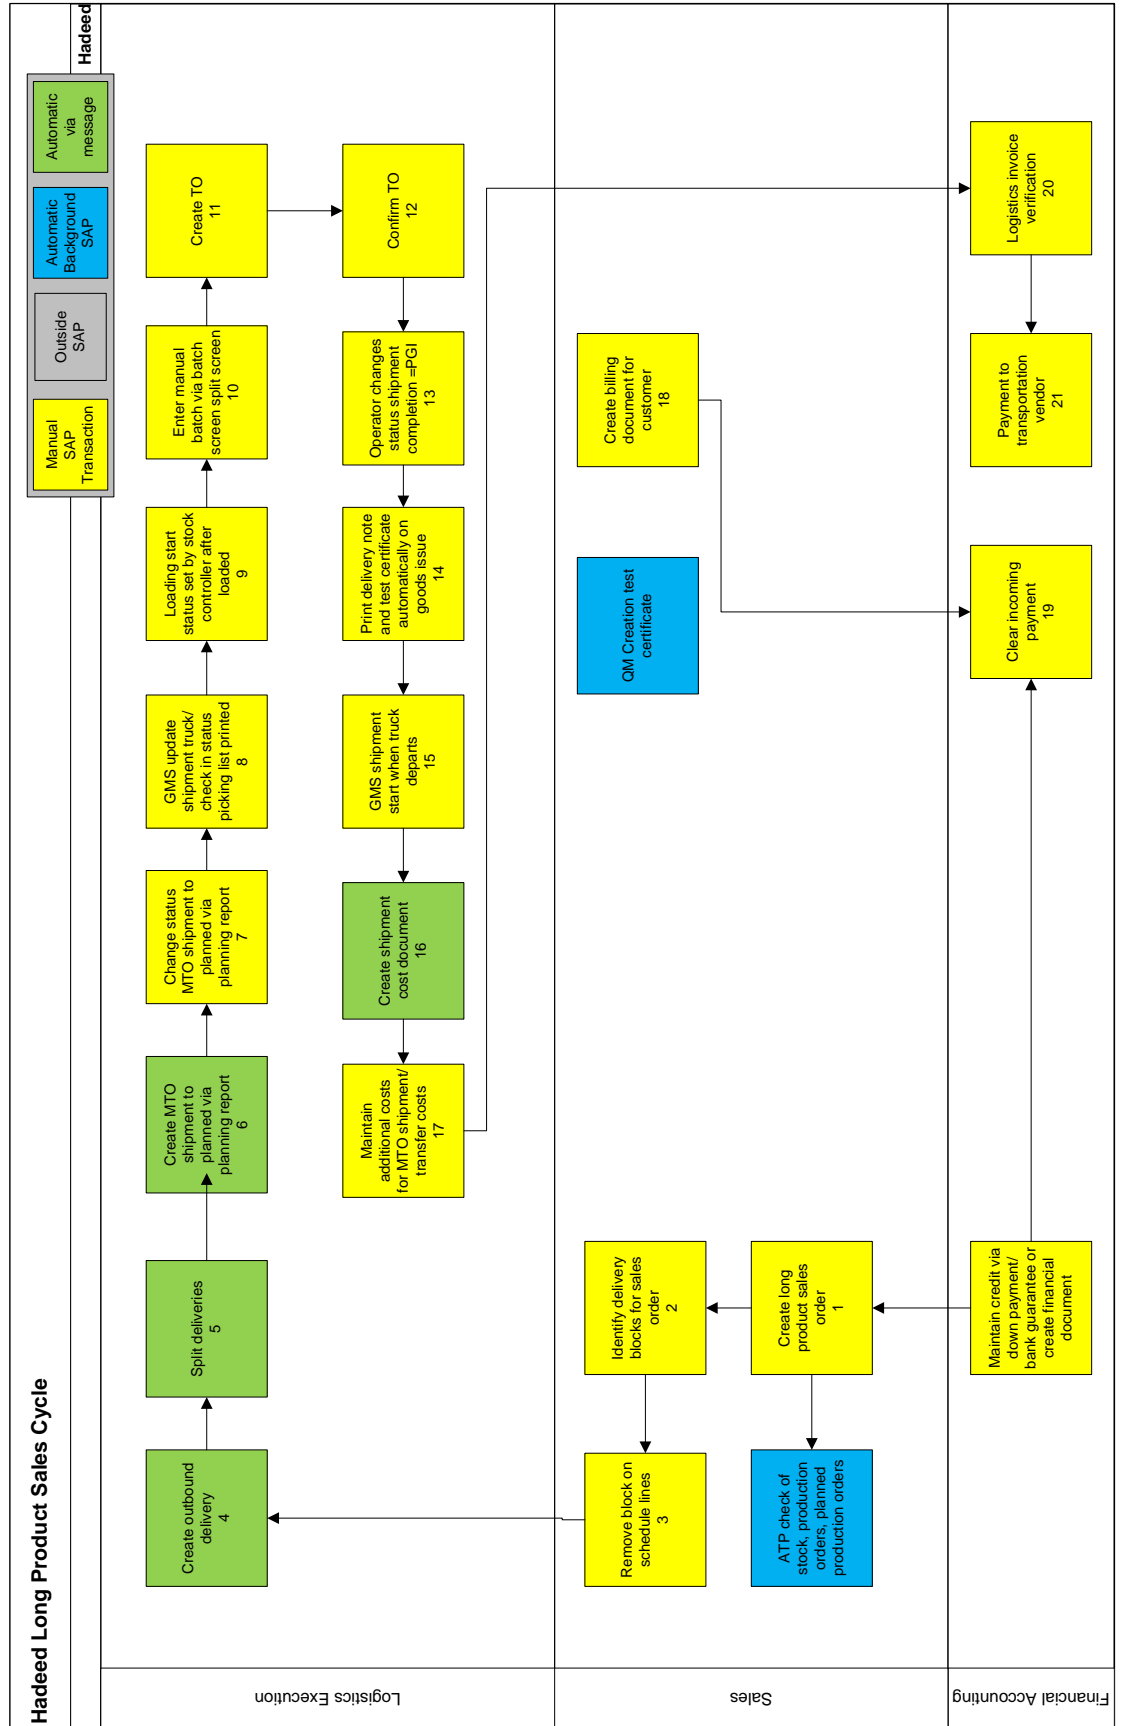 Hadeed Long Product Sales Cycle
Hadeed
Manual
SAP
Transaction
Outside
SAP
Automatic
Background
SAP
Automatic
via
message
Logistics Execution
Create outbound
delivery
4
Split deliveries
5
Create MTO
shipment to
planned via
planning report
6
Change status
MTO shipment to
planned via
planning report
7
GMS update
shipment truck/
check in status
picking list printed
8
Loading start
status set by stock
controller after
loaded
9
Enter manual
batch via batch
screen split screen
10
Create TO
11
Confirm TO
12
Operator changes
status shipment
completion =PGI
13
Print delivery note
and test certificate
automatically on
goods issue
14
GMS shipment
start when truck
departs
15
Create shipment
cost document
16
Maintain
additional costs
for MTO shipment/
transfer costs
17
Sales
Remove block on
schedule lines
3
Identify delivery
blocks for sales
order
2
ATP check of
stock, production
orders, planned
production orders
Create long
product sales
order
1
QM Creation test
certificate
Create billing
document for
customer
18
Financial Accounting
Maintain credit via
down payment/
bank guarantee or
create financial
document
Clear incoming
payment
19
Payment to
transportation
vendor
21
Logistics invoice
verification
20